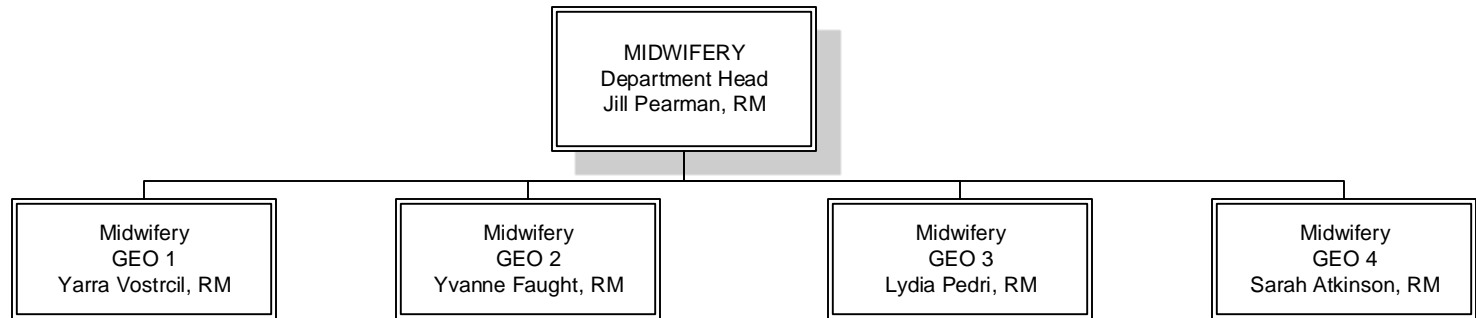 MIDWIFERY
Department Head
Jill Pearman, RM
Midwifery
GEO 1
Yarra Vostrcil, RM
Midwifery
GEO 2
Yvanne Faught, RM
Midwifery
GEO 3
Lydia Pedri, RM
Midwifery
GEO 4
Sarah Atkinson, RM